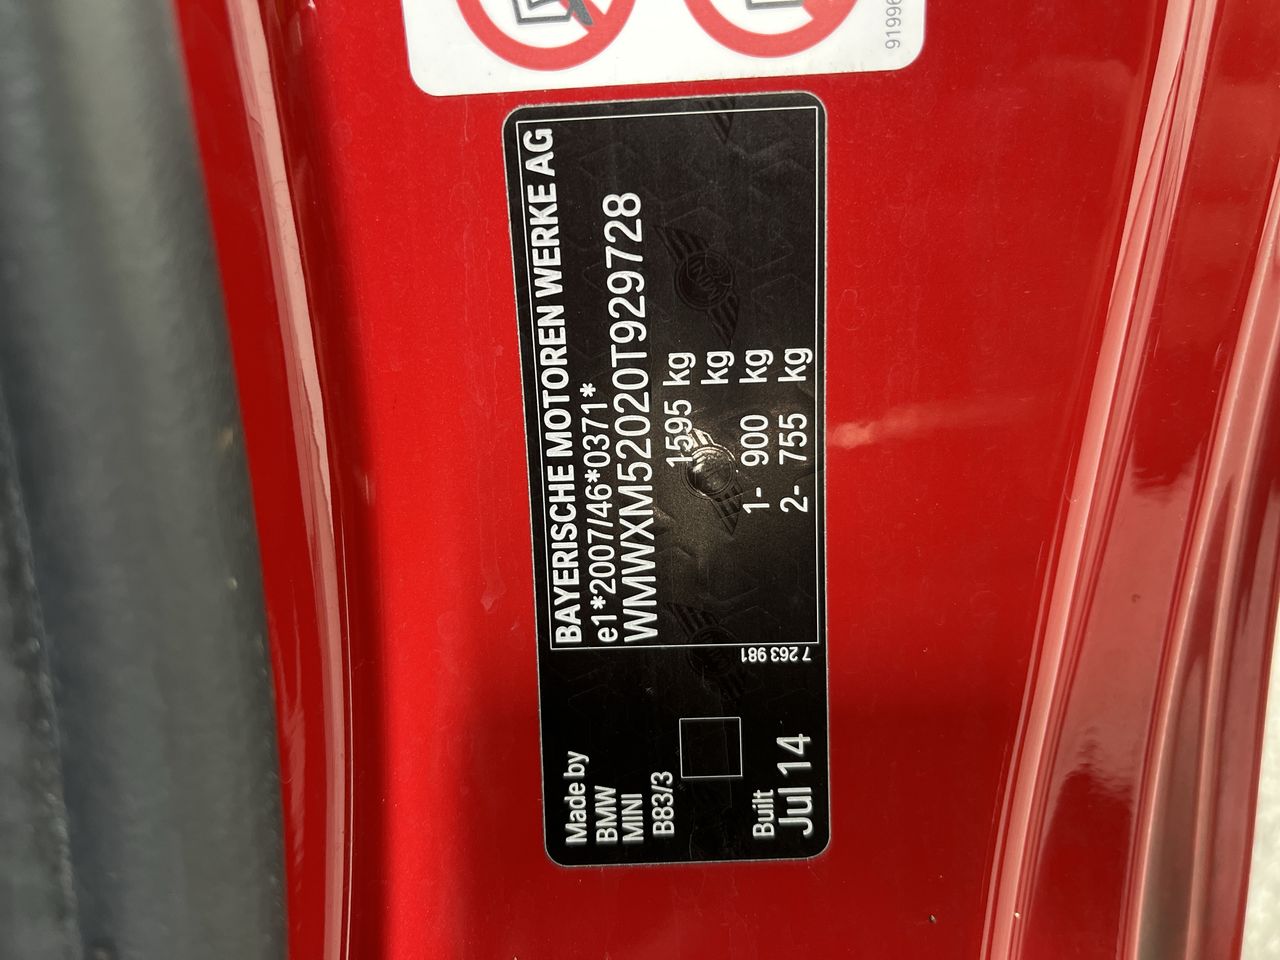 BAYERISCHE MOTOREN WERKE AG
e1*2007/46*0371*
WMWXM52020T929728
1595 kg
kg
1- 900 kg
2- 755 kg
7 263 981
Made by
BMW
MINI
B83/3
Built
Jul 14